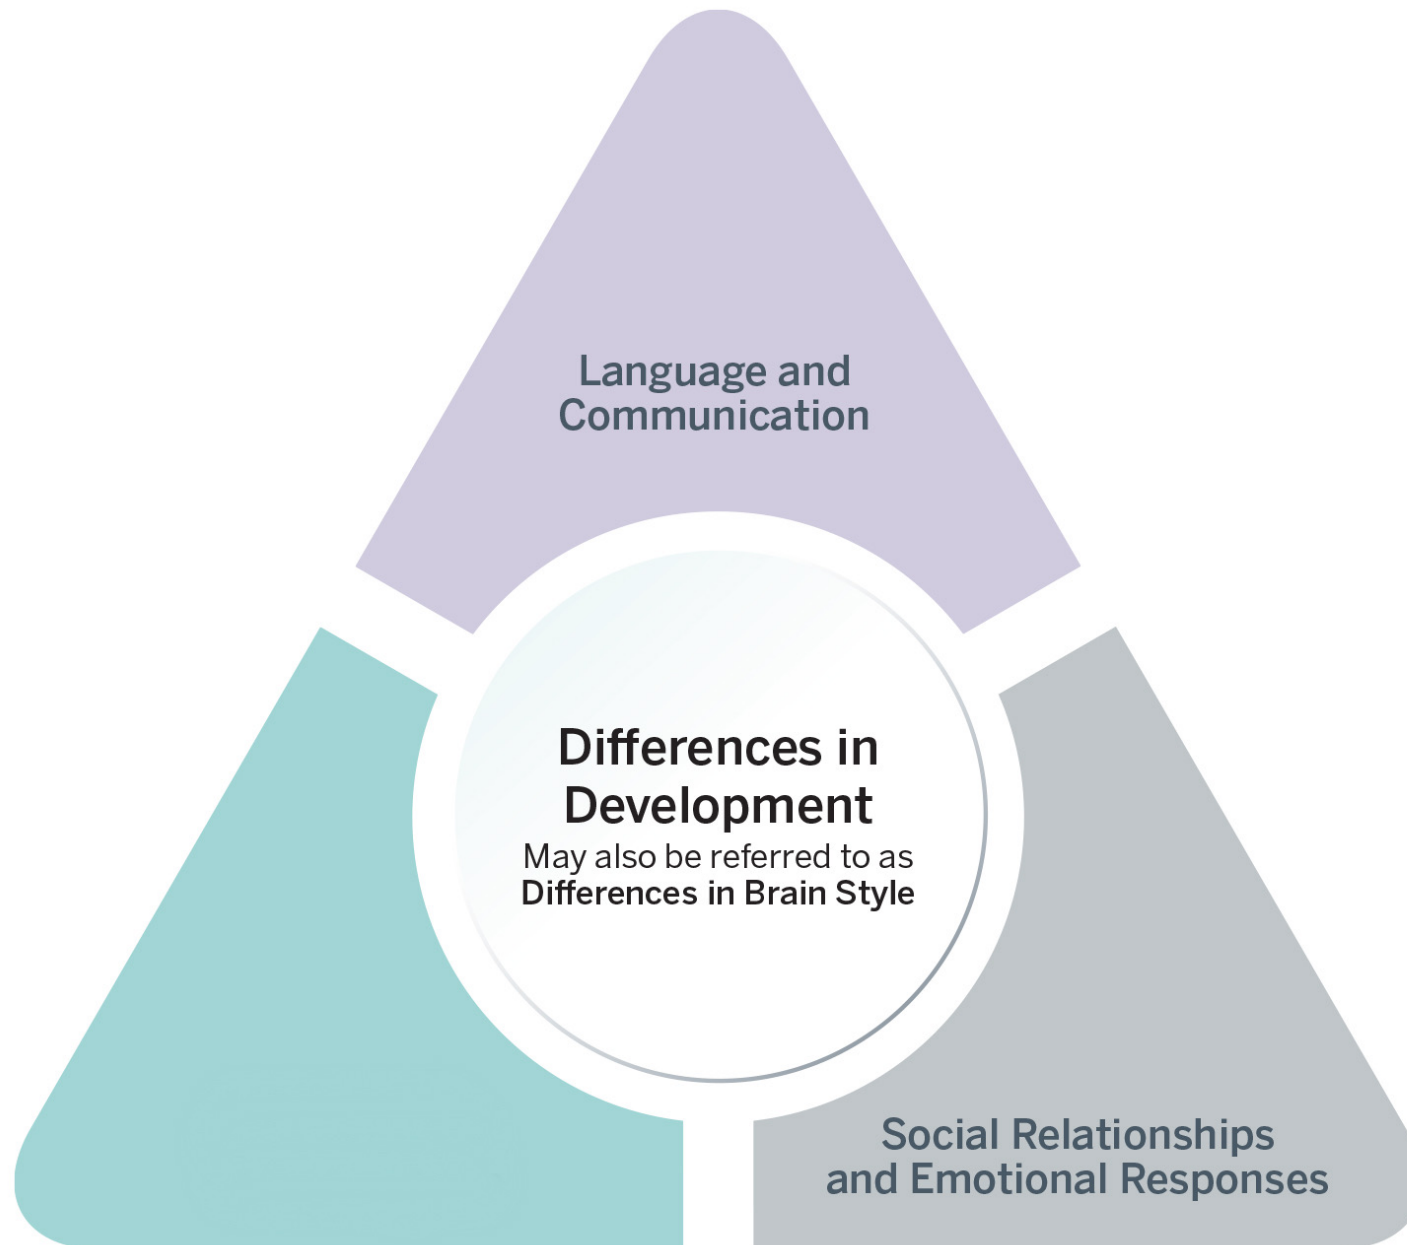 Language and
Communication
Differences in
Development
May also be referred to as
Differences in Brain Style
Social Relationships
and Emotional Responses